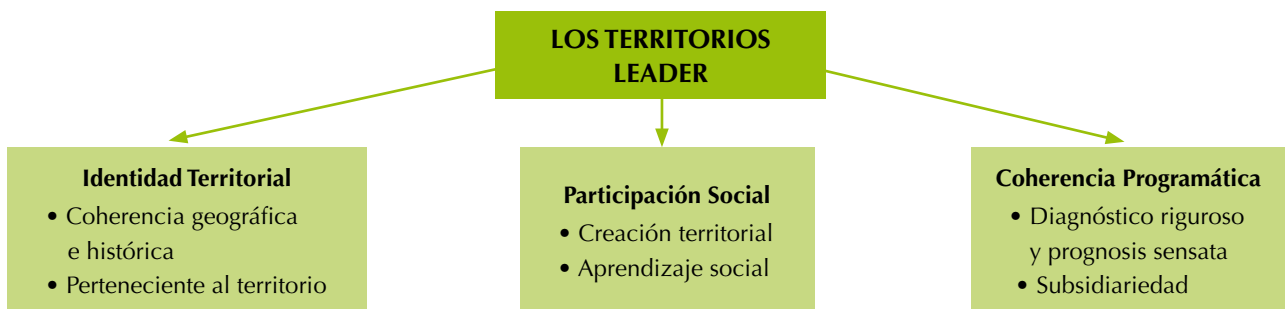 LOS TERRITORIOS
LEADER
Identidad Territorial
• Coherencia geográfica
e histórica
• Perteneciente al territorio
Participación Social
• Creación territorial
• Aprendizaje social
Coherencia Programática
• Diagnóstico riguroso
y prognosis sensata
• Subsidiariedad